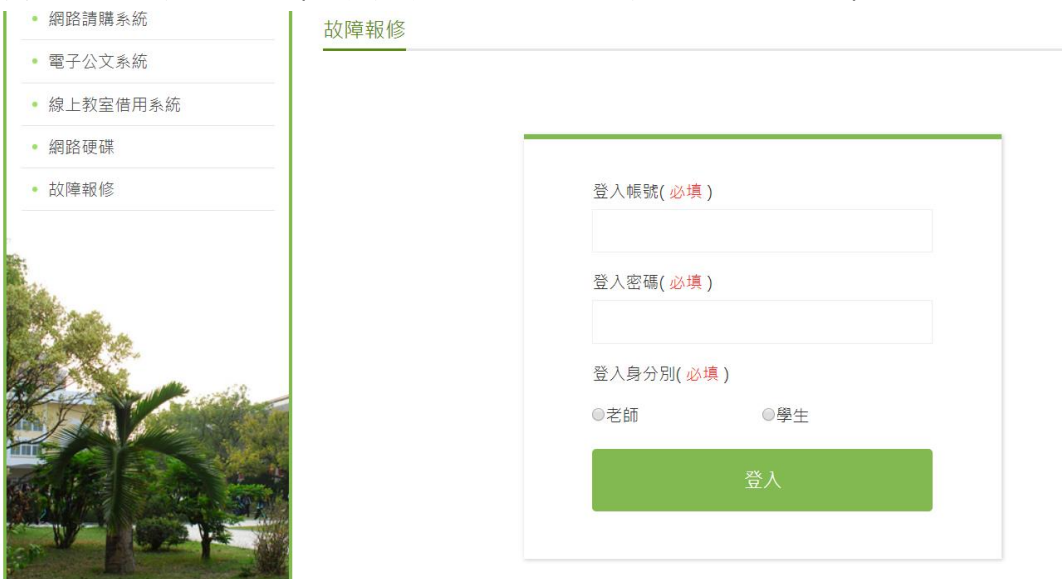 網路請購系統
電子公文系統
線上教室借用系統
網路硬碟
故障報修
故障報修
登入帳號( 必填 )
登入密碼( 必填 )
登入身分別( 必填 )
老師
學生
登入